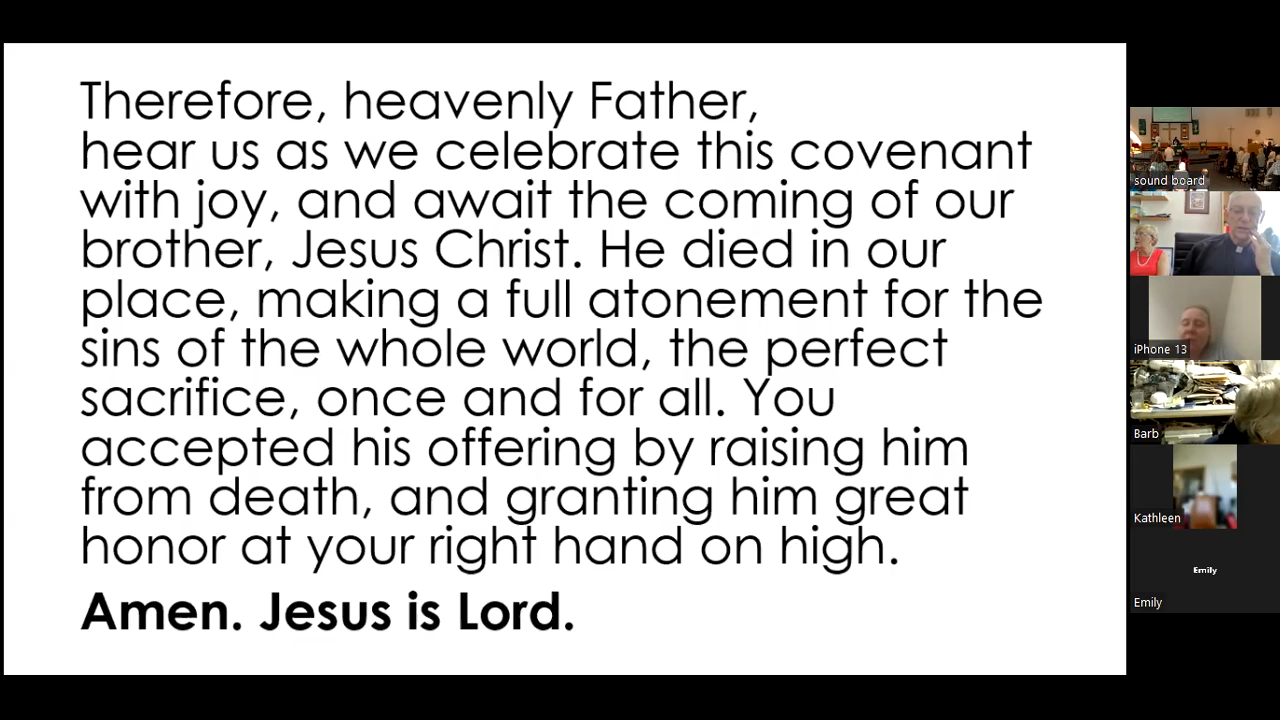 Therefore, heavenly Father,
hear us as we celebrate this covenant
with joy, and await the coming of our
brother, Jesus Christ. He died in our
place, making a full atonement for the
sins of the whole world, the perfect
sacrifice, once and for all. You
accepted his offering by raising him
from death, and granting him great
honor at your right hand on high.
Amen. Jesus is Lord.
sound board
iPhone 13
Barb
Kathleen
Emily
Emily